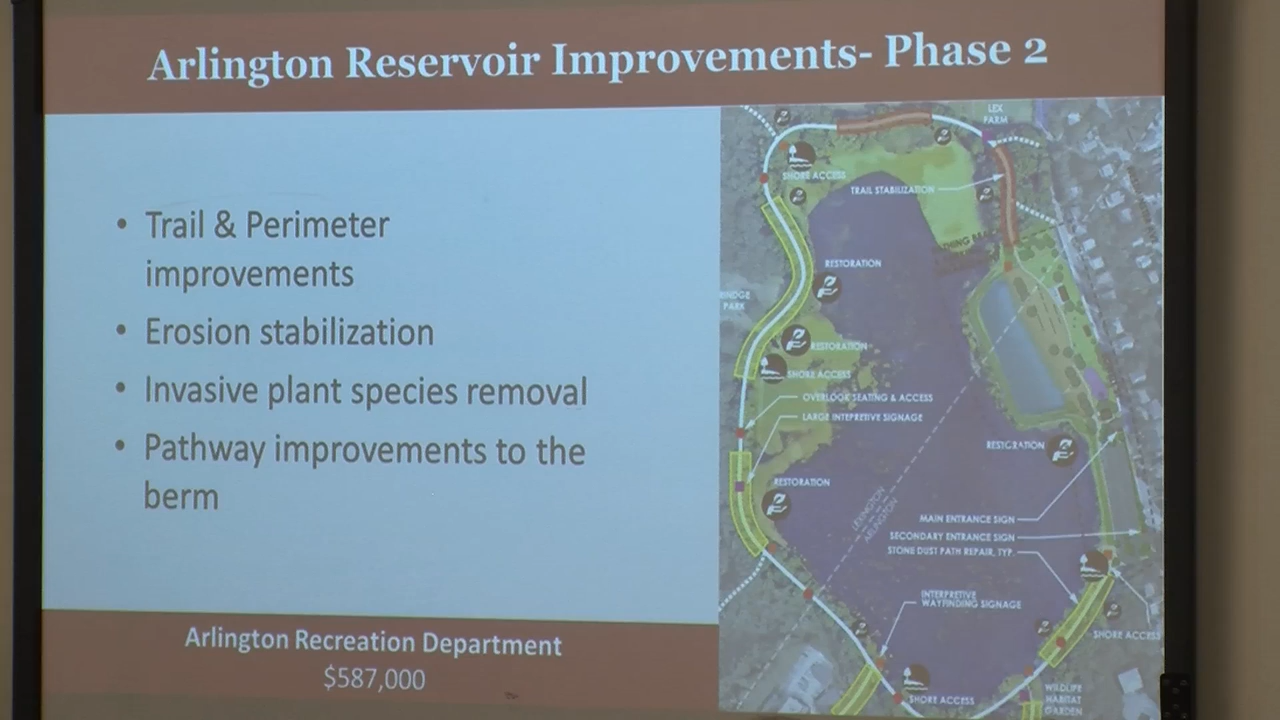 Arlington Reservoir Improvements- Phase 2
• Trail & Perimeter
improvements
• Erosion stabilization
• Invasive plant species removal
• Pathway improvements to the
berm
Arlington Recreation Department
$587,000
LEX
FARM
SHORE ACCESS
TRAIL STABILIZATION
RESTORATION
PARK
RESTORATION
SHORE ACCESS
OVERLOOK SEATING & ACCESS
LARGE INTEPRETIVE SIGNAGE
RESTORATION
RESTORATION
LEXINGTON
ARLINGTON
MAIN ENTRANCE SIGN
SECONDARY ENTRANCE SIGN
STONE DUST PATH REPAIR, TYP.
INTERPRETIVE
WAYFINDING SIGNAGE
SHORE ACCESS
SHORE ACCESS
WILDLIFE
HABITAT
GARDEN